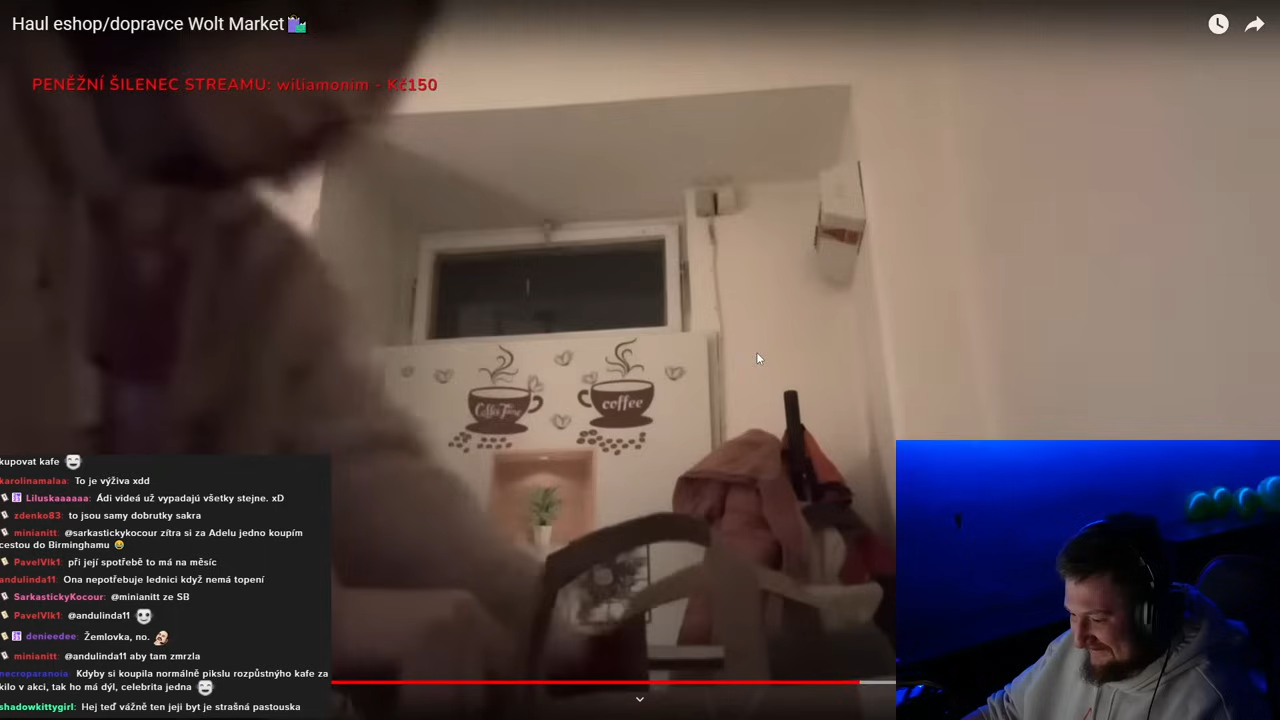 Haul eshop/dopravce Wolt Market
PENĚŽNÍ ŠILENEC STREAMU: wiliamonim - Kč150
Coffee Time
coffee
kupovat kafe
karolinamalaa: To je výživa xdd
Liluskaaaaaa: Ádi videá už vypadajú všetky stejne. xD
zdenko83: to jsou samy dobrutky sakra
minianitt: @sarkastickykocour zítra si za Adelu jedno koupím
cestou do Birminghamu
PavelVlk1: při její spotřebě to má na měsíc
andulinda11: Ona nepotřebuje lednici když nemá topení
SarkastickyKocour: @minianitt ze SB
PavelVlk1: @andulinda11
denieedee: Žemlovka, no.
minianitt: @andulinda11 aby tam zmrzla
necroparanoia: Kdyby si koupila normálně pikslu rozpůstnýho kafe za
kilo v akci, tak ho má dýl, celebrita jedna
shadowkittygirl: Hej teď vážně ten jeji byt je strašná pastouska